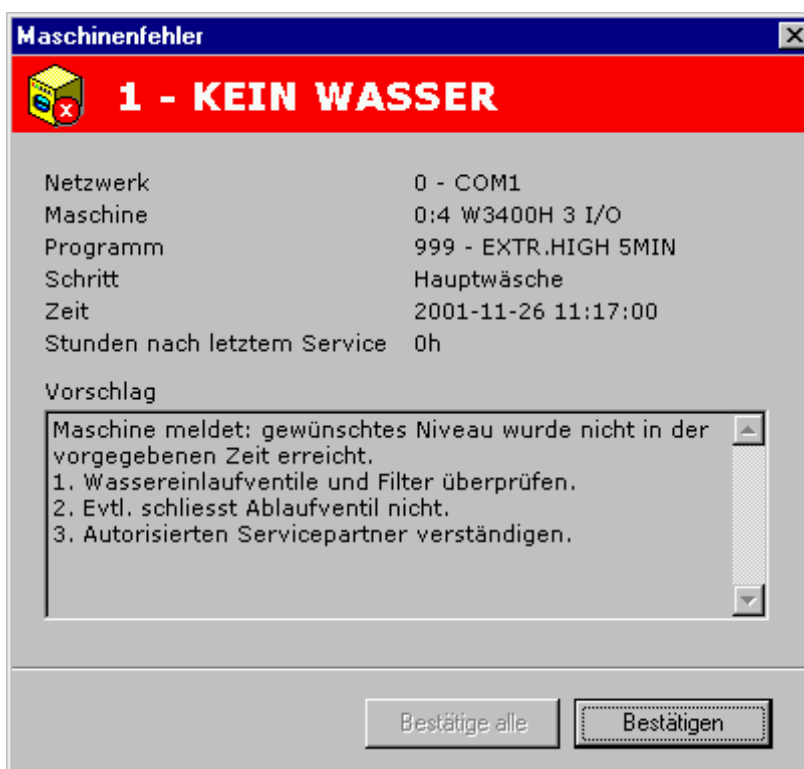 Maschinenfehler
1 - KEIN WASSER
Netzwerk 0 - COM1
Maschine 0:4 W3400H 3 I/O
Programm 999 - EXTR.HIGH 5MIN
Schritt Hauptwäsche
Zeit 2001-11-26 11:17:00
Stunden nach letztem Service 0h
Vorschlag
Maschine meldet: gewünschtes Niveau wurde nicht in der
vorgegebenen Zeit erreicht.
1. Wassereinlaufventile und Filter überprüfen.
2. Evtl. schliesst Ablaufventil nicht.
3. Autorisierten Servicepartner verständigen.
Bestätige alle Bestätigen